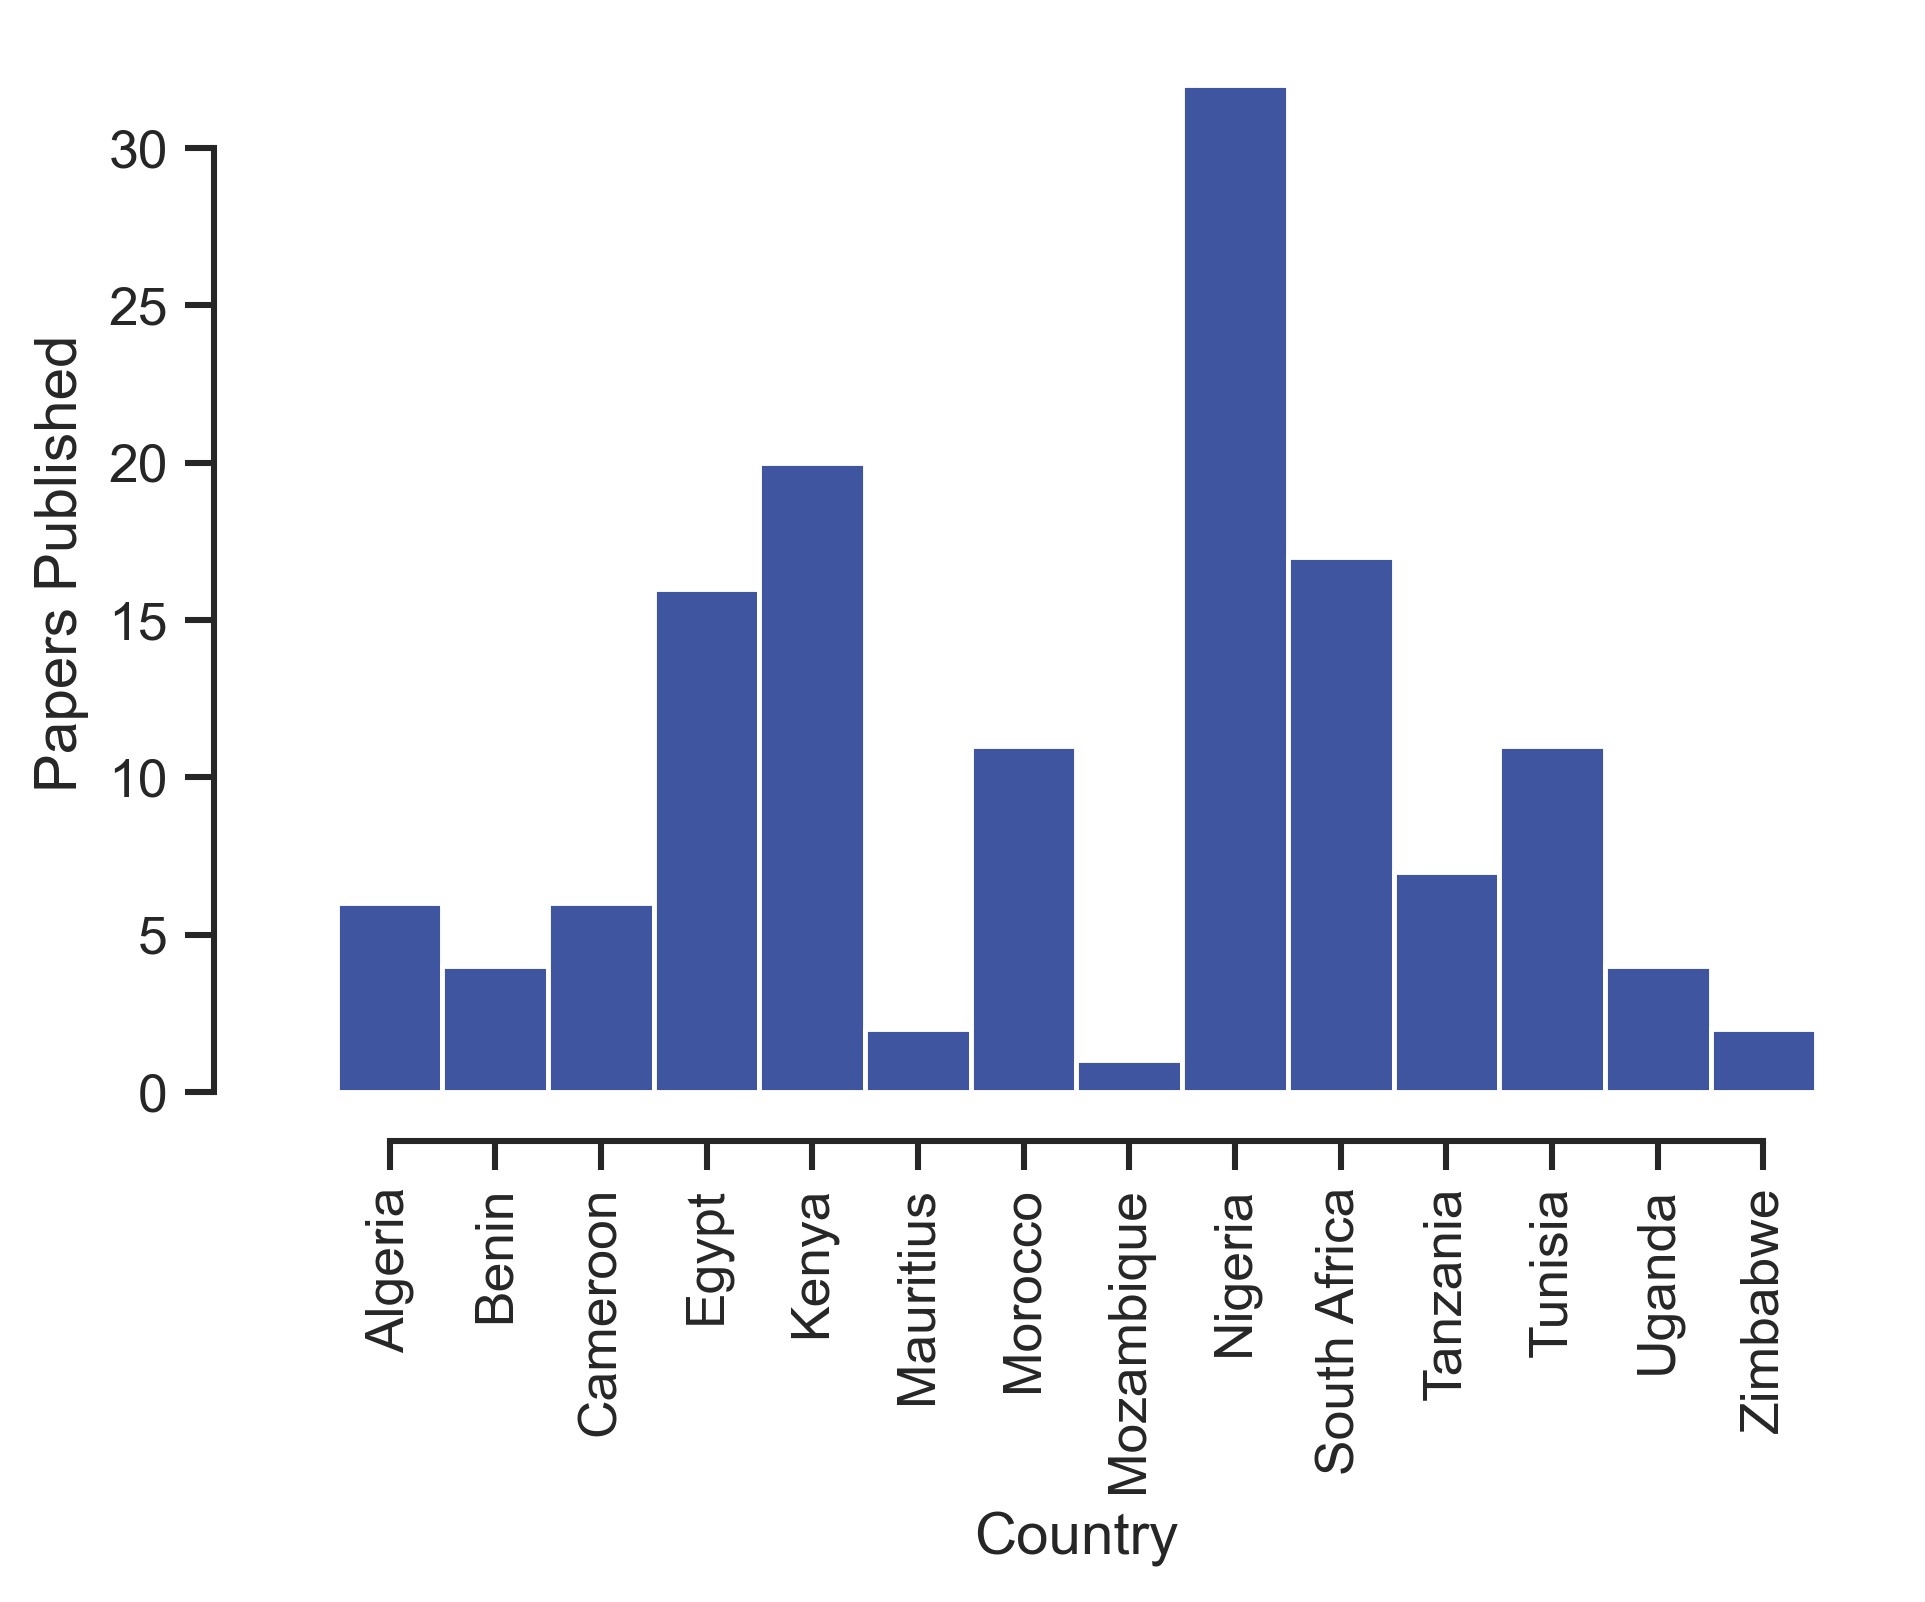 Papers Published
30
25
20
15
10
5
0
Algeria
Benin
Cameroon
Egypt
Kenya
Mauritius
Morocco
Mozambique
Nigeria
South Africa
Tanzania
Tunisia
Uganda
Zimbabwe
Country